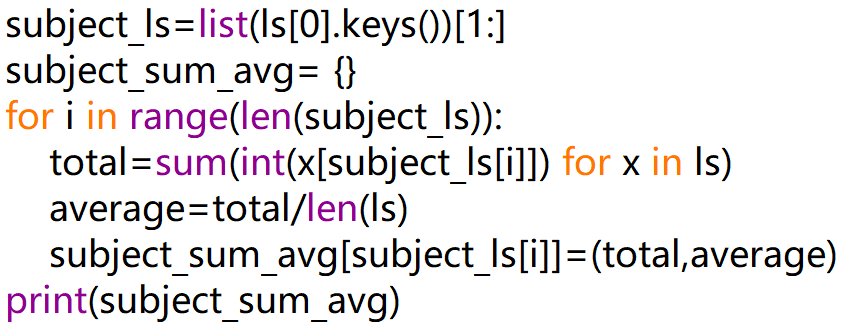 subject_ls=list(ls[0].keys())[1:]
subject_sum_avg= {}
for i in range(len(subject_ls)):
    total=sum(int(x[subject_ls[i]]) for x in ls)
    average=total/len(ls)
    subject_sum_avg[subject_ls[i]]=(total,average)
print(subject_sum_avg)